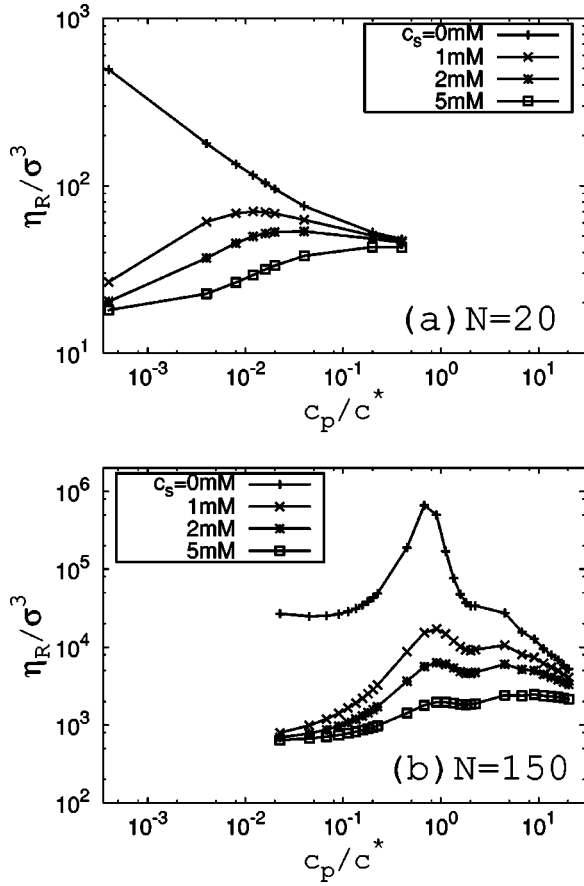 10³
c_s=0mM
1mM
2mM
5mM
η_R/σ³
10²
(a) N=20
10¹
10⁻³ 10⁻² 10⁻¹ 10⁰ 10¹
c_p/c*
10⁶
c_s=0mM
1mM
2mM
5mM
10⁵
η_R/σ³
10⁴
10³
(b) N=150
10²
10⁻³ 10⁻² 10⁻¹ 10⁰ 10¹
c_p/c*